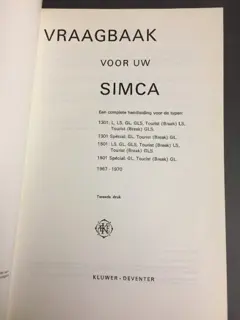 VRAAGBAAK
VOOR UW
SIMCA
Een complete handleiding voor de typen:
1301: L, LS, GL, GLS, Tourist (Break) LS,
Tourist (Break) GLS.
1301 Spécial: GL, Tourist (Break) GL.
1501: LS, GL, GLS, Tourist (Break) LS,
Tourist (Break) GLS.
1501 Spécial: GL, Tourist (Break) GL.
1967 - 1970
Tweede druk
KLUWER - DEVENTER